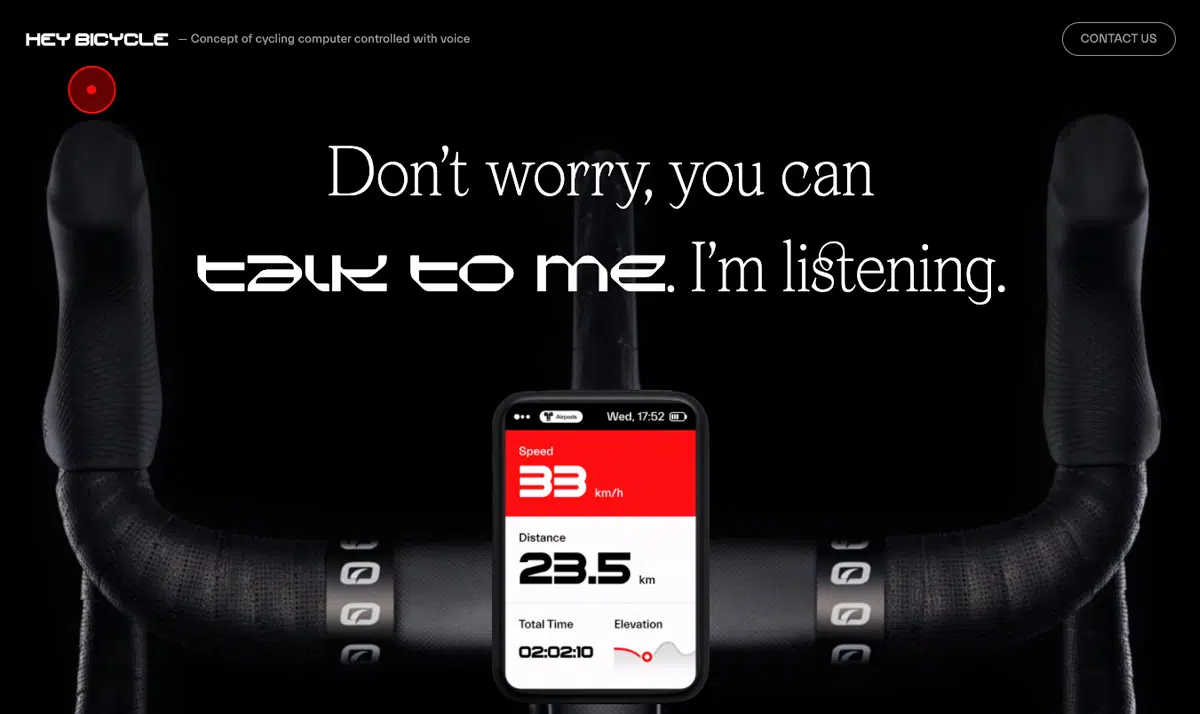 HEY BICYCLE — Concept of cycling computer controlled with voice
CONTACT US
Don't worry, you can
talk to me. I'm listening.
Airpods
Wed, 17:52
Speed
33 km/h
Distance
23.5 km
Total Time
Elevation
02:02:10